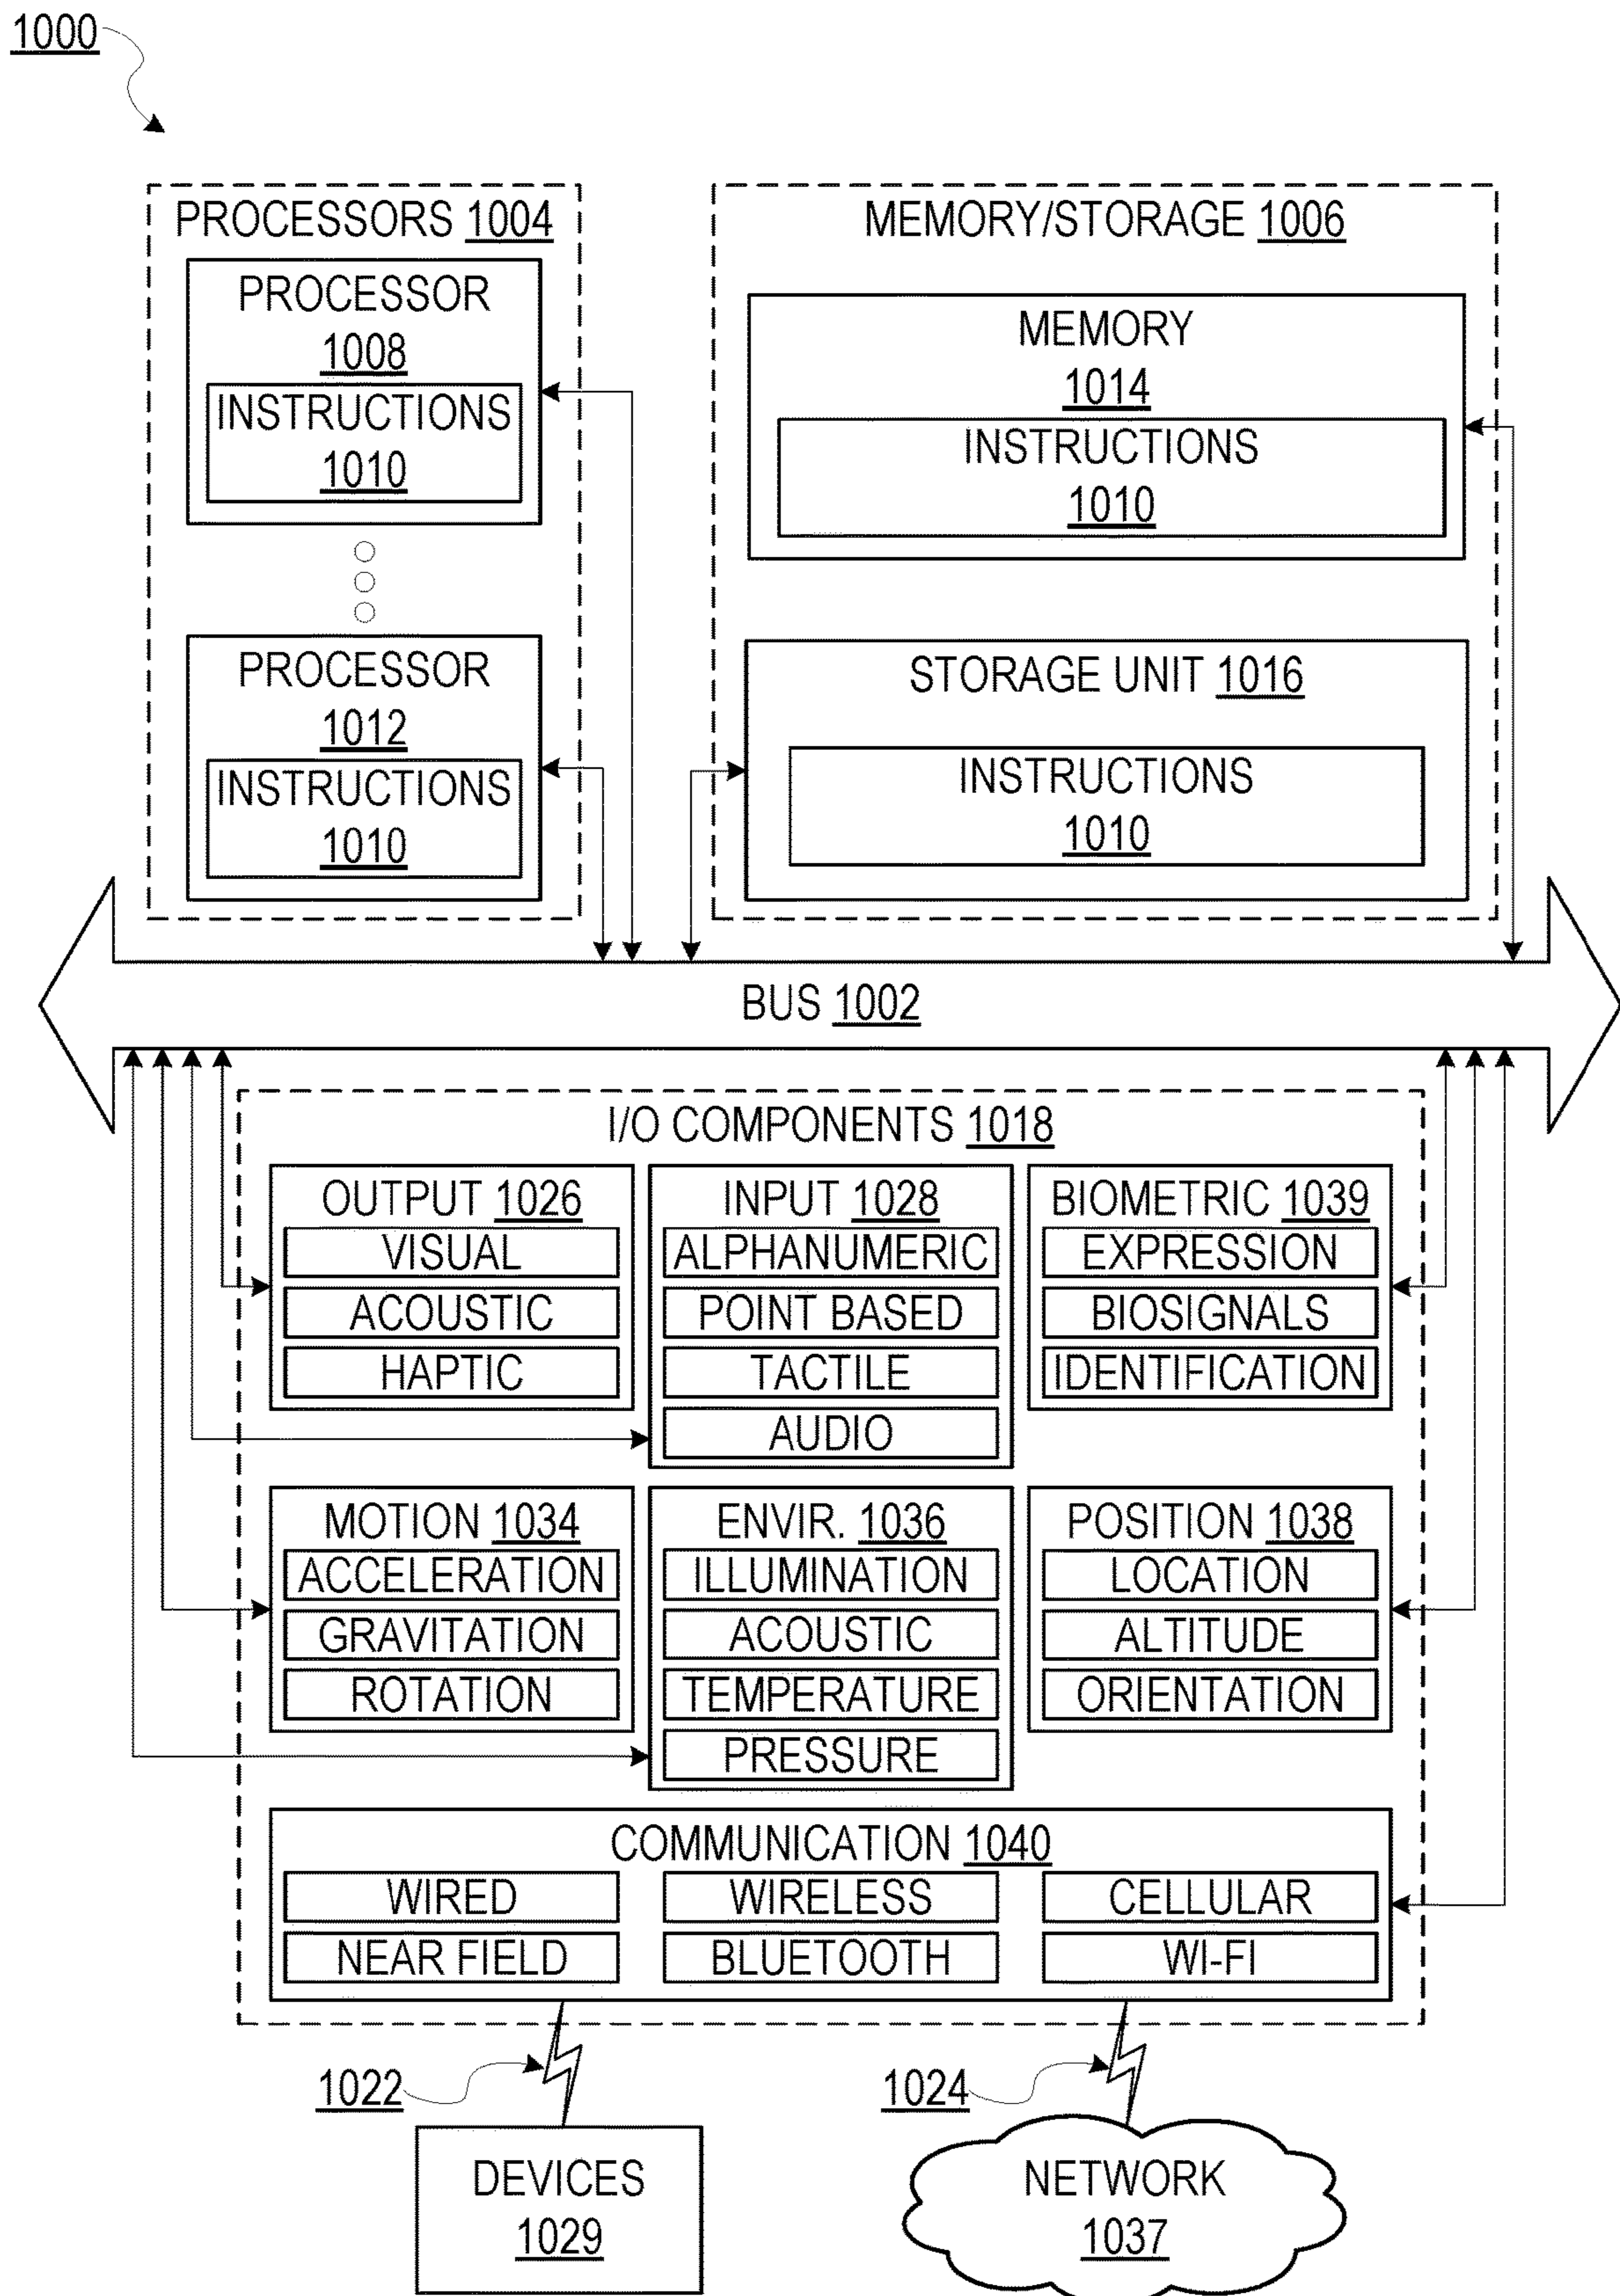 1000
PROCESSORS 1004
PROCESSOR
1008
INSTRUCTIONS
1010
PROCESSOR
1012
INSTRUCTIONS
1010
MEMORY/STORAGE 1006
MEMORY
1014
INSTRUCTIONS
1010
STORAGE UNIT 1016
INSTRUCTIONS
1010
BUS 1002
I/O COMPONENTS 1018
OUTPUT 1026
VISUAL
ACOUSTIC
HAPTIC
INPUT 1028
ALPHANUMERIC
POINT BASED
TACTILE
AUDIO
BIOMETRIC 1039
EXPRESSION
BIOSIGNALS
IDENTIFICATION
MOTION 1034
ACCELERATION
GRAVITATION
ROTATION
ENVIR. 1036
ILLUMINATION
ACOUSTIC
TEMPERATURE
PRESSURE
POSITION 1038
LOCATION
ALTITUDE
ORIENTATION
COMMUNICATION 1040
WIRED
WIRELESS
CELLULAR
NEAR FIELD
BLUETOOTH
WI-FI
1022
1024
DEVICES
1029
NETWORK
1037